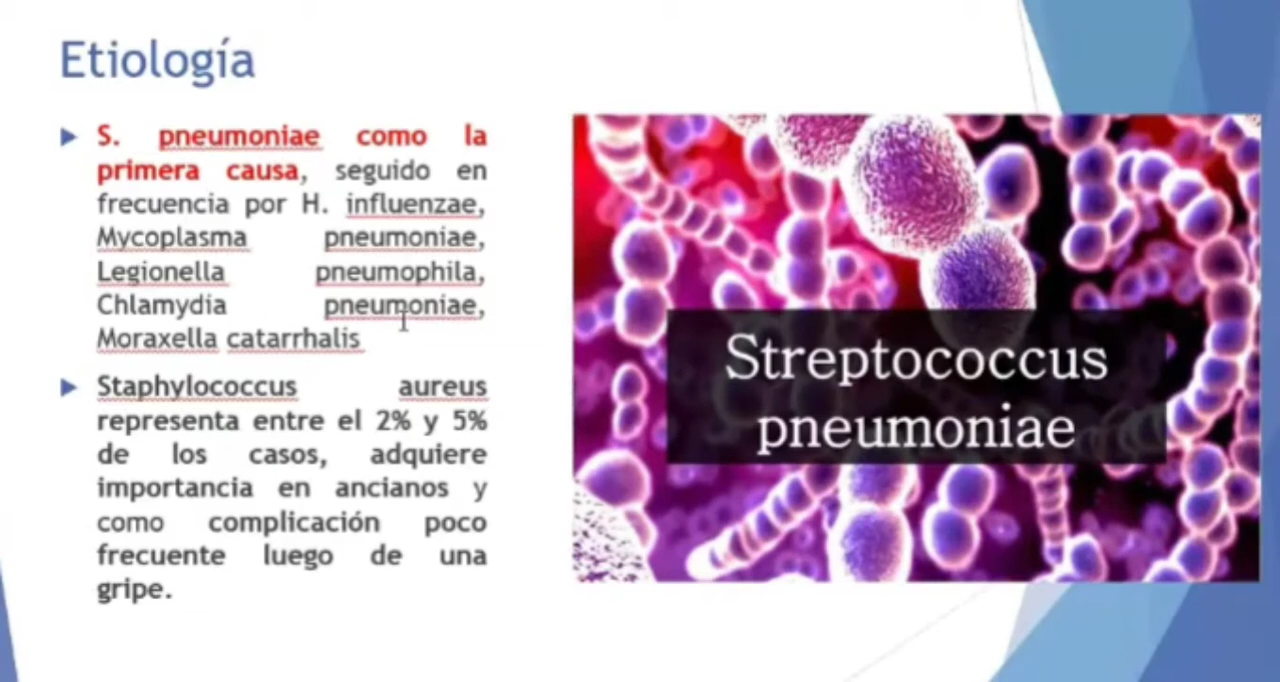 Etiología
S. pneumoniae como la
primera causa, seguido en
frecuencia por H. influenzae,
Mycoplasma pneumoniae,
Legionella pneumophila,
Chlamydia pneumoniae,
Moraxella catarrhalis
Staphylococcus aureus
representa entre el 2% y 5%
de los casos, adquiere
importancia en ancianos y
como complicación poco
frecuente luego de una
gripe.
Streptococcus
pneumoniae